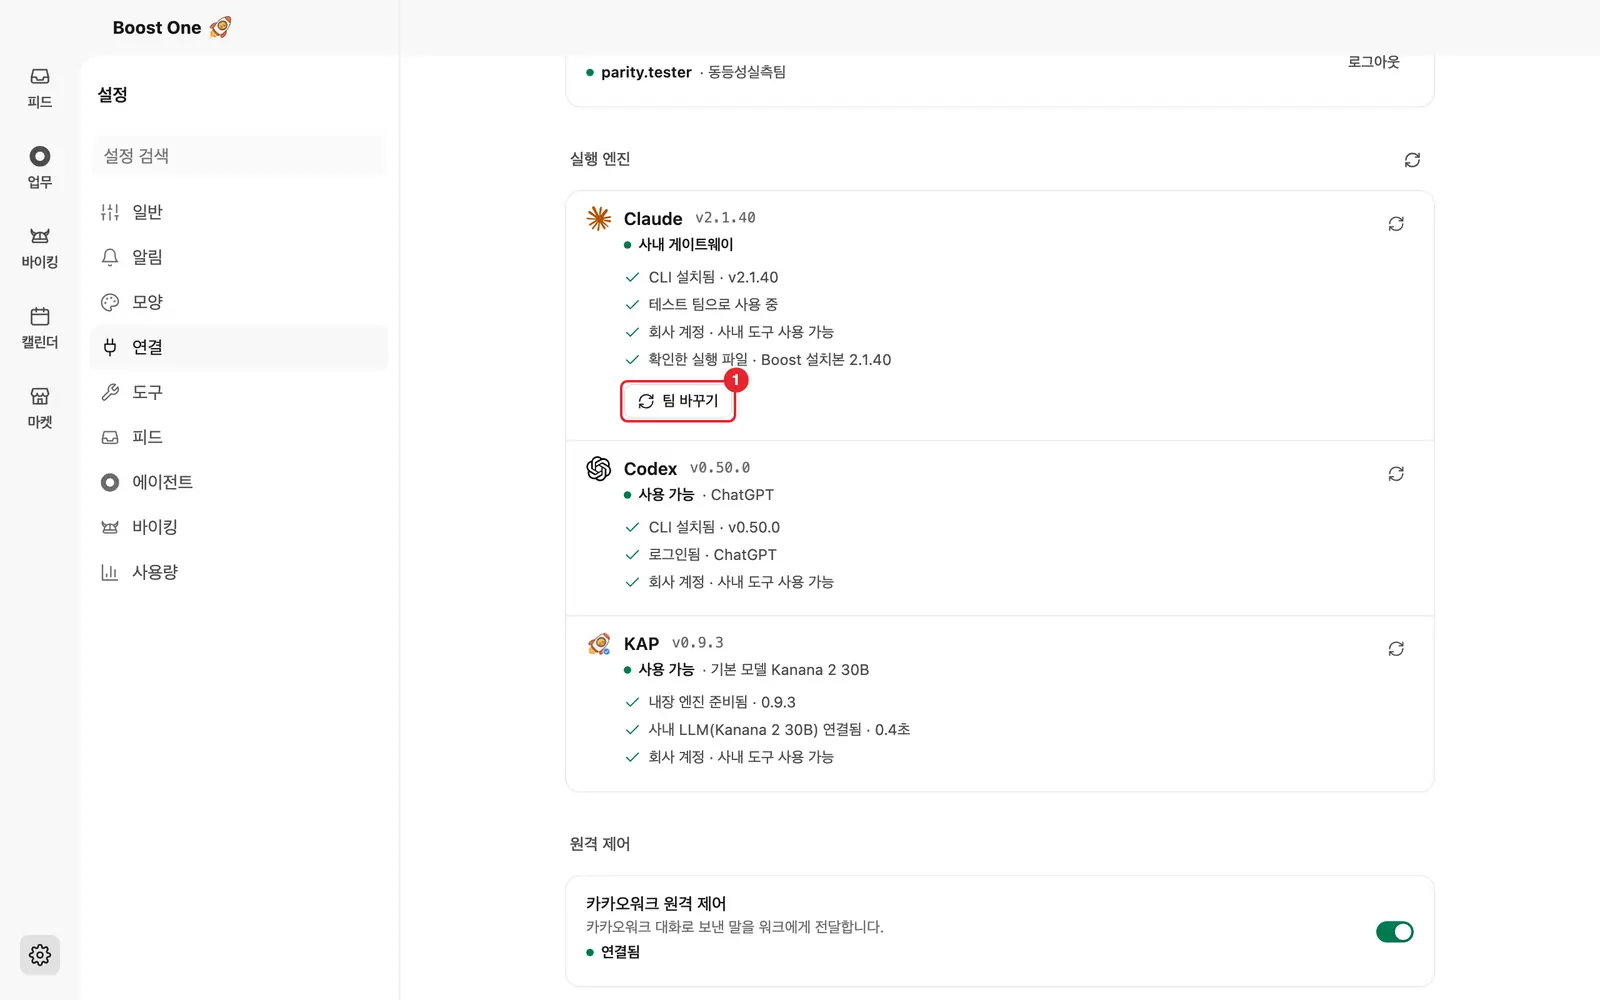 Boost One
피드
업무
바이킹
캘린더
마켓
설정
설정 검색
일반
알림
모양
연결
도구
피드
에이전트
바이킹
사용량
parity.tester · 동등성실측팀
로그아웃
실행 엔진
Claude v2.1.40
사내 게이트웨이
CLI 설치됨 · v2.1.40
테스트 팀으로 사용 중
회사 계정 · 사내 도구 사용 가능
확인한 실행 파일 · Boost 설치본 2.1.40
1
팀 바꾸기
Codex v0.50.0
사용 가능 · ChatGPT
CLI 설치됨 · v0.50.0
로그인됨 · ChatGPT
회사 계정 · 사내 도구 사용 가능
KAP v0.9.3
사용 가능 · 기본 모델 Kanana 2 30B
내장 엔진 준비됨 · 0.9.3
사내 LLM(Kanana 2 30B) 연결됨 · 0.4초
회사 계정 · 사내 도구 사용 가능
원격 제어
카카오워크 원격 제어
카카오워크 대화로 보낸 말을 워크에게 전달합니다.
연결됨